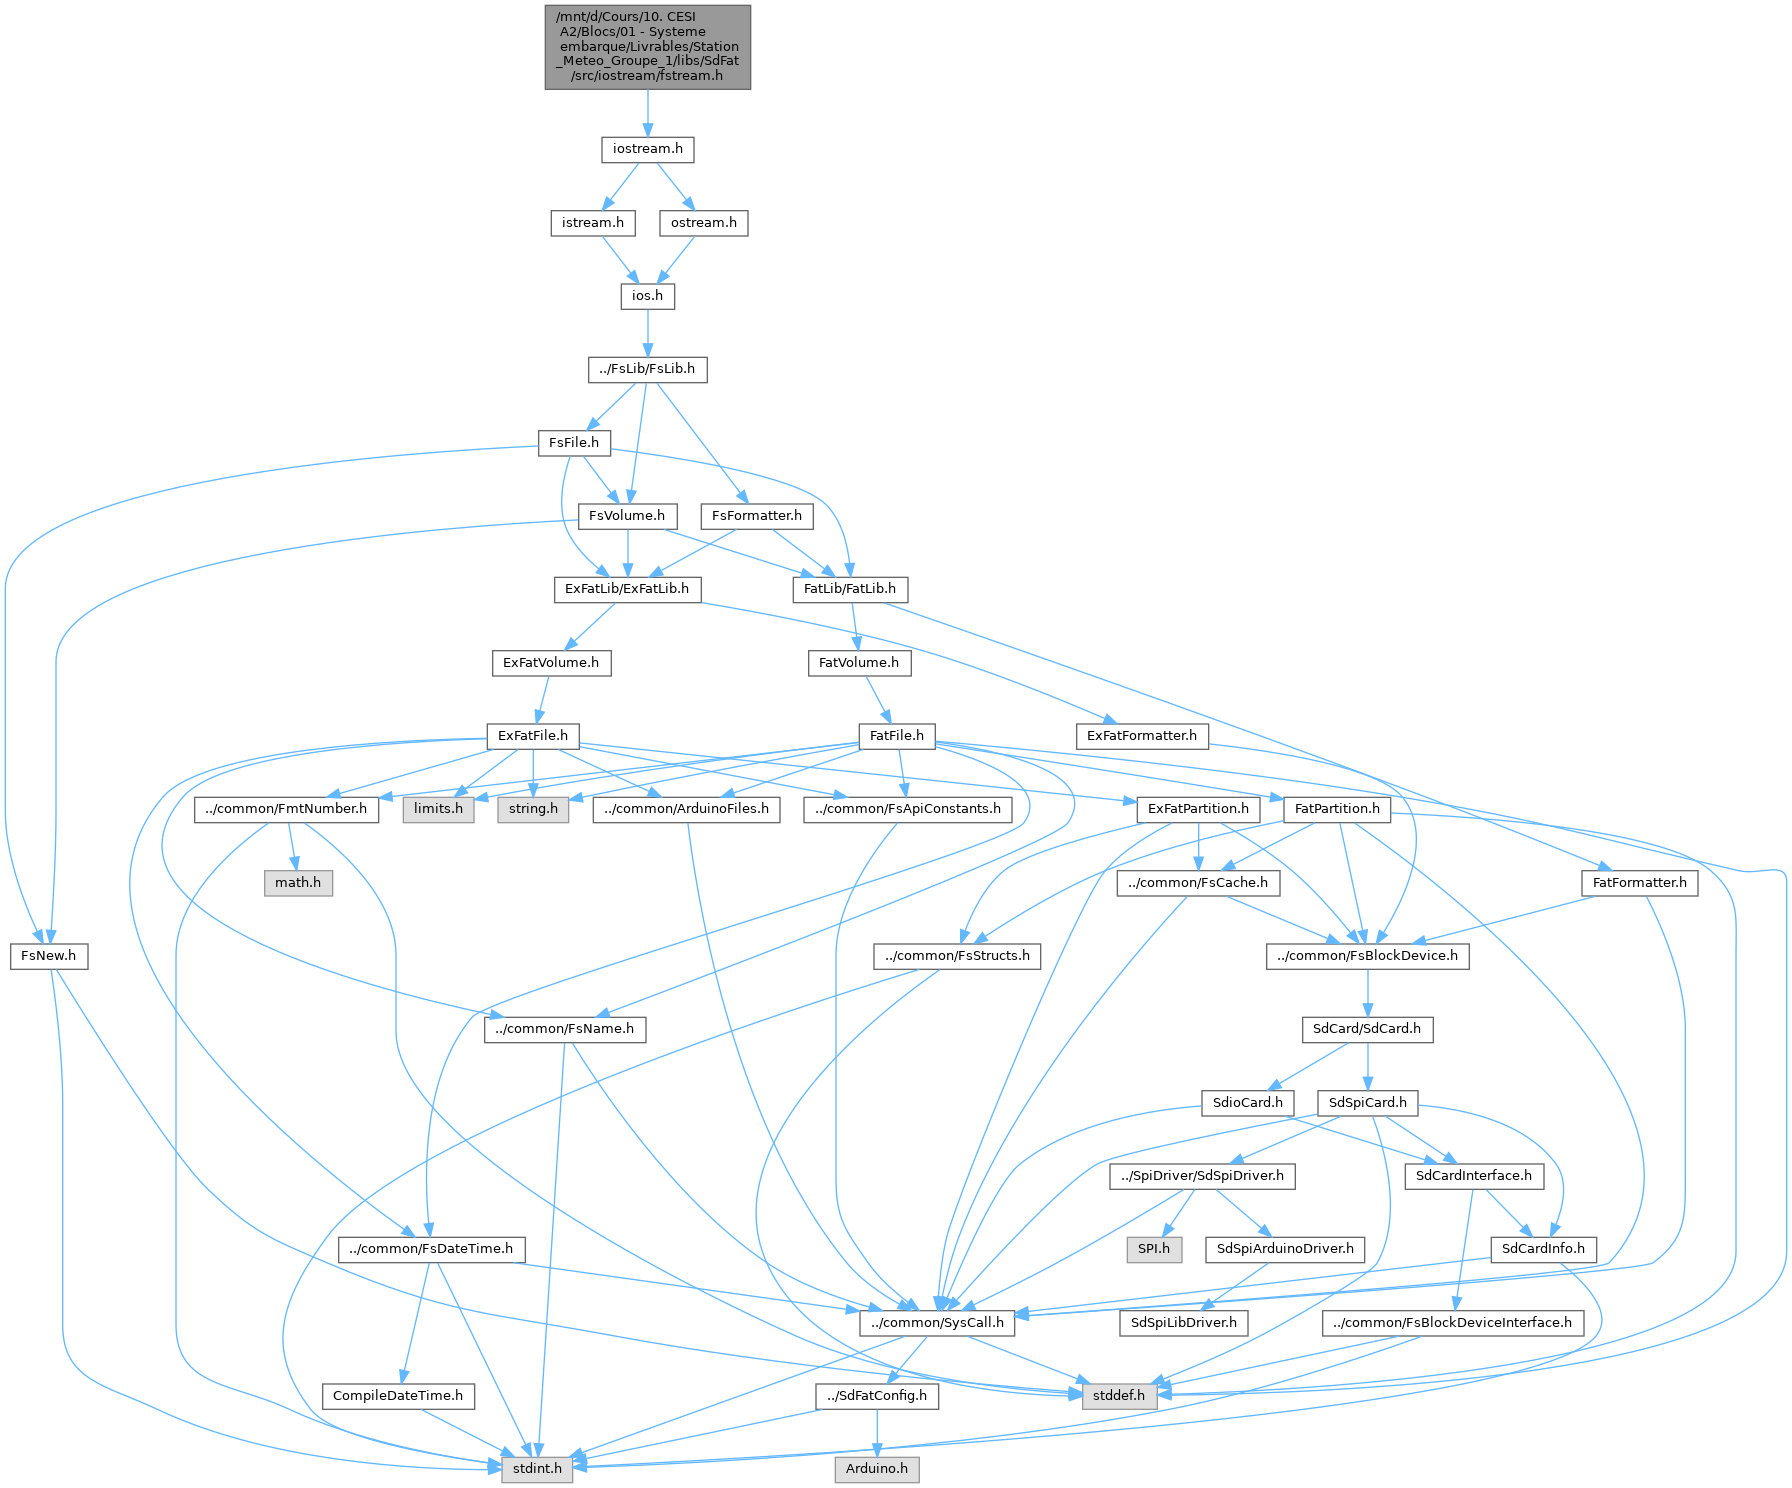 /mnt/d/Cours/10. CESI
A2/Blocs/01 - Systeme
embarque/Livrables/Station
_Meteo_Groupe_1/libs/SdFat
/src/iostream/fstream.h
iostream.h
istream.h
ostream.h
ios.h
../FsLib/FsLib.h
FsFile.h
FsVolume.h
FsFormatter.h
ExFatLib/ExFatLib.h
FatLib/FatLib.h
ExFatVolume.h
FatVolume.h
ExFatFile.h
FatFile.h
ExFatFormatter.h
../common/FmtNumber.h
limits.h
string.h
../common/ArduinoFiles.h
../common/FsApiConstants.h
ExFatPartition.h
FatPartition.h
math.h
../common/FsCache.h
FatFormatter.h
FsNew.h
../common/FsStructs.h
../common/FsBlockDevice.h
../common/FsName.h
SdCard/SdCard.h
SdioCard.h
SdSpiCard.h
../SpiDriver/SdSpiDriver.h
SdCardInterface.h
../common/FsDateTime.h
SPI.h
SdSpiArduinoDriver.h
SdCardInfo.h
../common/SysCall.h
SdSpiLibDriver.h
../common/FsBlockDeviceInterface.h
CompileDateTime.h
../SdFatConfig.h
stddef.h
stdint.h
Arduino.h